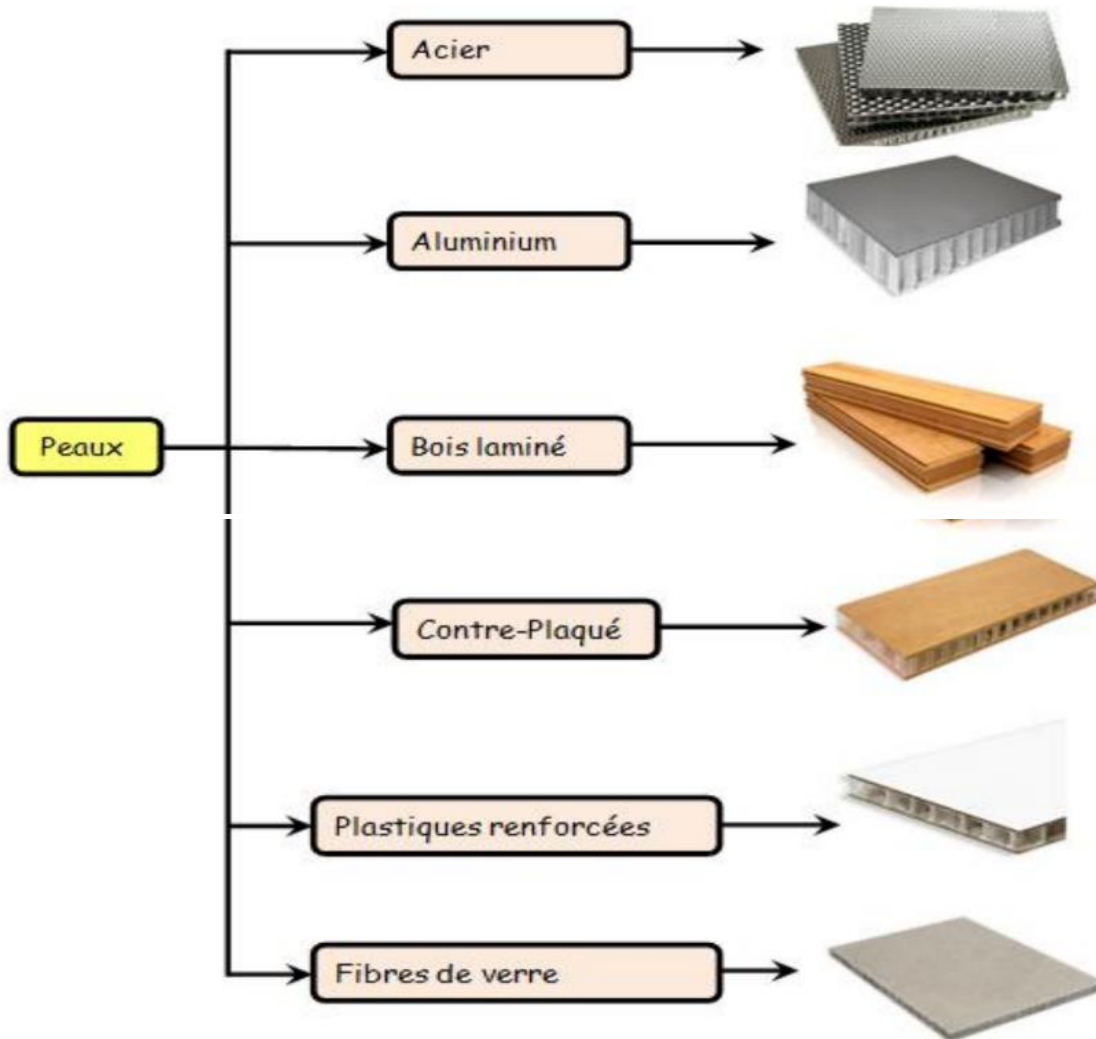 Acier
Aluminium
Peaux
Bois laminé
Contre-Plaqué
Plastiques renforcées
Fibres de verre